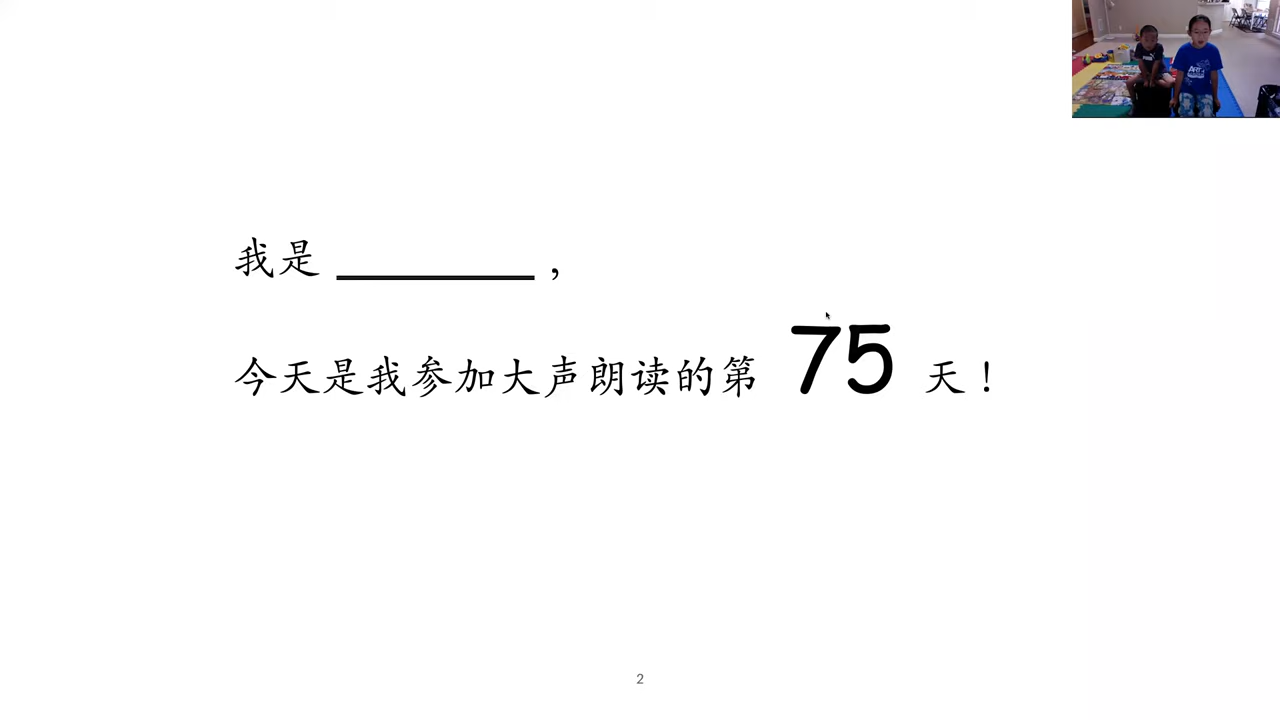 我是 ________ ，
今天是我参加大声朗读的第 75 天！
2